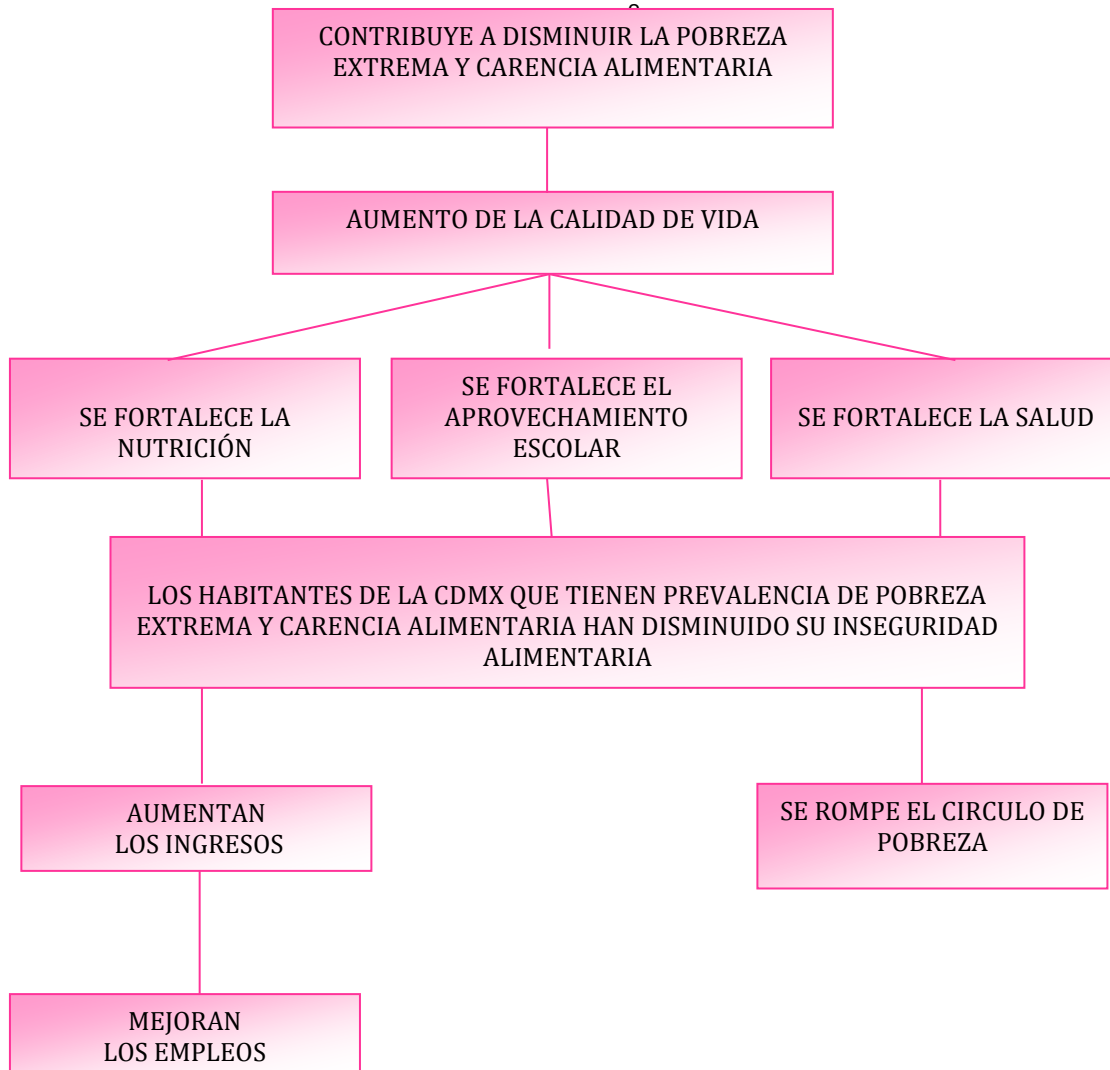 CONTRIBUYE A DISMINUIR LA POBREZA
EXTREMA Y CARENCIA ALIMENTARIA
AUMENTO DE LA CALIDAD DE VIDA
SE FORTALECE LA
NUTRICIÓN
SE FORTALECE EL
APROVECHAMIENTO
ESCOLAR
SE FORTALECE LA SALUD
LOS HABITANTES DE LA CDMX QUE TIENEN PREVALENCIA DE POBREZA
EXTREMA Y CARENCIA ALIMENTARIA HAN DISMINUIDO SU INSEGURIDAD
ALIMENTARIA
AUMENTAN
LOS INGRESOS
SE ROMPE EL CIRCULO DE
POBREZA
MEJORAN
LOS EMPLEOS